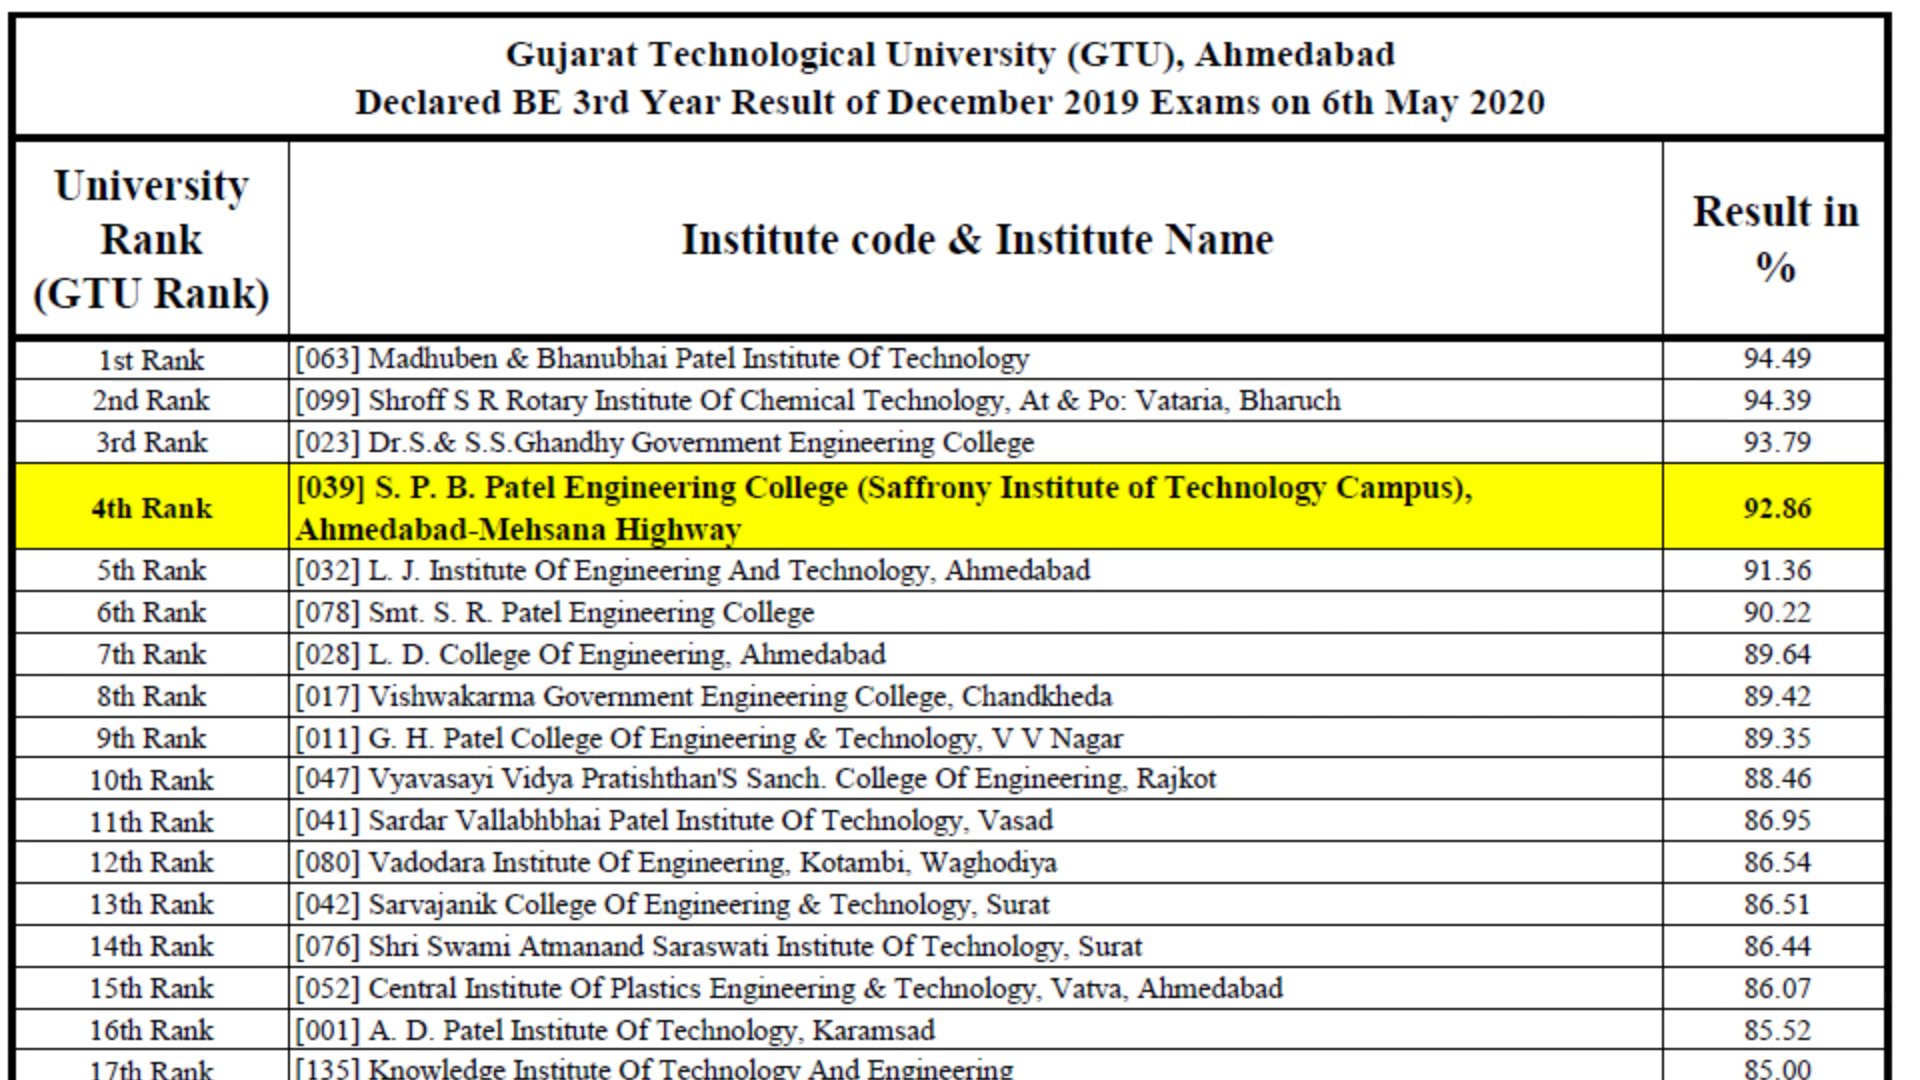 Gujarat Technological University (GTU), Ahmedabad
Declared BE 3rd Year Result of December 2019 Exams on 6th May 2020
University Rank (GTU Rank) Institute code & Institute Name Result in %
1st Rank [063] Madhuben & Bhanubhai Patel Institute Of Technology 94.49
2nd Rank [099] Shroff S R Rotary Institute Of Chemical Technology, At & Po: Vataria, Bharuch 94.39
3rd Rank [023] Dr.S.& S.S.Ghandhy Government Engineering College 93.79
4th Rank [039] S. P. B. Patel Engineering College (Saffrony Institute of Technology Campus), 92.86
Ahmedabad-Mehsana Highway
5th Rank [032] L. J. Institute Of Engineering And Technology, Ahmedabad 91.36
6th Rank [078] Smt. S. R. Patel Engineering College 90.22
7th Rank [028] L. D. College Of Engineering, Ahmedabad 89.64
8th Rank [017] Vishwakarma Government Engineering College, Chandkheda 89.42
9th Rank [011] G. H. Patel College Of Engineering & Technology, V V Nagar 89.35
10th Rank [047] Vyavasayi Vidya Pratishthan'S Sanch. College Of Engineering, Rajkot 88.46
11th Rank [041] Sardar Vallabhbhai Patel Institute Of Technology, Vasad 86.95
12th Rank [080] Vadodara Institute Of Engineering, Kotambi, Waghodiya 86.54
13th Rank [042] Sarvajanik College Of Engineering & Technology, Surat 86.51
14th Rank [076] Shri Swami Atmanand Saraswati Institute Of Technology, Surat 86.44
15th Rank [052] Central Institute Of Plastics Engineering & Technology, Vatva, Ahmedabad 86.07
16th Rank [001] A. D. Patel Institute Of Technology, Karamsad 85.52
17th Rank [135] Knowledge Institute Of Technology And Engineering 85.00